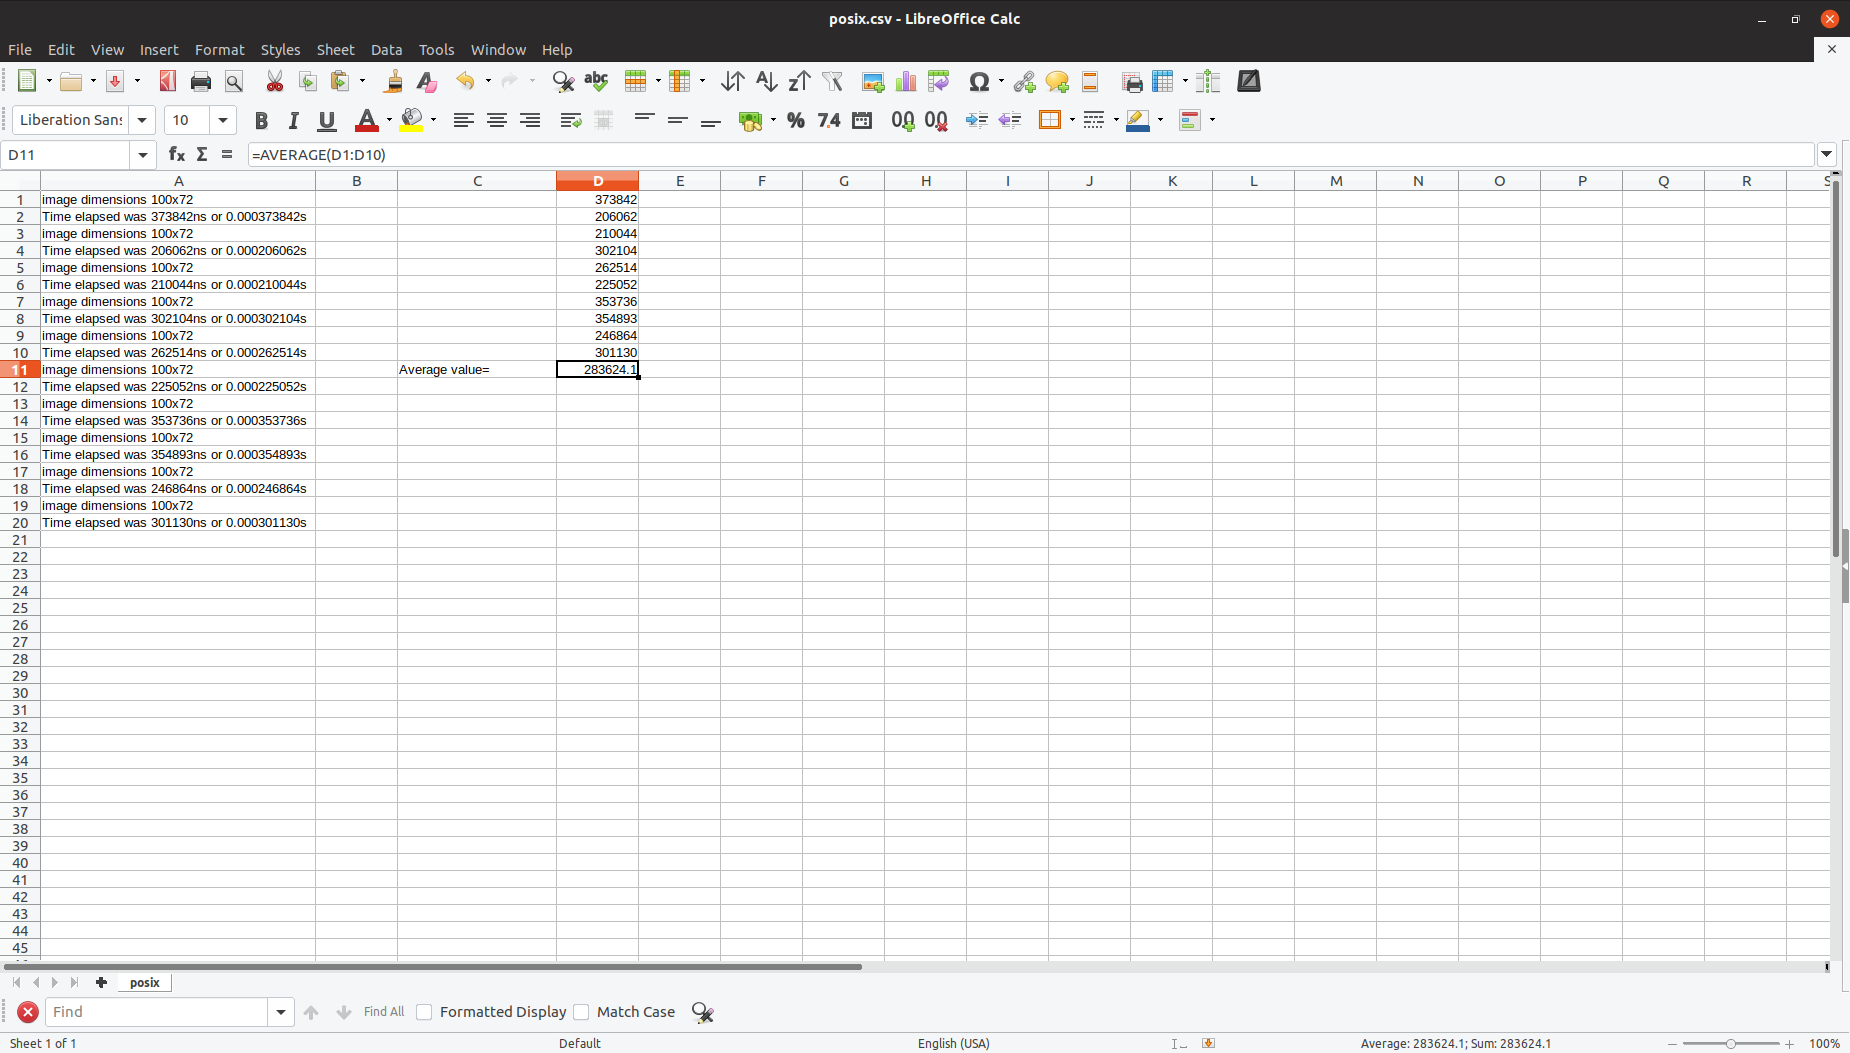 posix.csv - LibreOffice Calc
File Edit View Insert Format Styles Sheet Data Tools Window Help
Liberation Sans 10
D11 =AVERAGE(D1:D10)
A B C D E F G H I J K L M N O P Q R S
1 image dimensions 100x72 373842
2 Time elapsed was 373842ns or 0.000373842s 206062
3 image dimensions 100x72 210044
4 Time elapsed was 206062ns or 0.000206062s 302104
5 image dimensions 100x72 262514
6 Time elapsed was 210044ns or 0.000210044s 225052
7 image dimensions 100x72 353736
8 Time elapsed was 302104ns or 0.000302104s 354893
9 image dimensions 100x72 246864
10 Time elapsed was 262514ns or 0.000262514s 301130
11 image dimensions 100x72 Average value= 283624.1
12 Time elapsed was 225052ns or 0.000225052s
13 image dimensions 100x72
14 Time elapsed was 353736ns or 0.000353736s
15 image dimensions 100x72
16 Time elapsed was 354893ns or 0.000354893s
17 image dimensions 100x72
18 Time elapsed was 246864ns or 0.000246864s
19 image dimensions 100x72
20 Time elapsed was 301130ns or 0.000301130s
21
22
23
24
25
26
27
28
29
30
31
32
33
34
35
36
37
38
39
40
41
42
43
44
45
posix
Find Find All Formatted Display Match Case
Sheet 1 of 1 Default English (USA) Average: 283624.1; Sum: 283624.1 100%